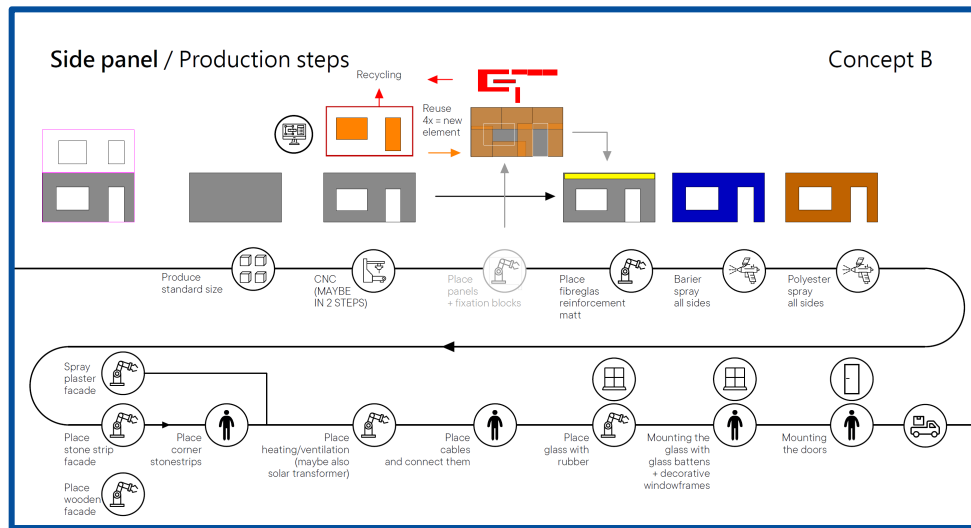 Side panel / Production steps
Concept B
Recycling
Reuse
4x = new
element
Produce
standard size
CNC
(MAYBE
IN 2 STEPS)
Place
panels
+ fixation blocks
Place
fibreglas
reinforcement
matt
Barier
spray
all sides
Polyester
spray
all sides
Spray
plaster
facade
Place
stone strip
facade
Place
corner
stonestrips
Place
heating/ventilation
(maybe also
solar transformer)
Place
cables
and connect them
Place
glass with
rubber
Mounting the
glass with
glass battens
+ decorative
windowframes
Mounting
the doors
Place
wooden
facade